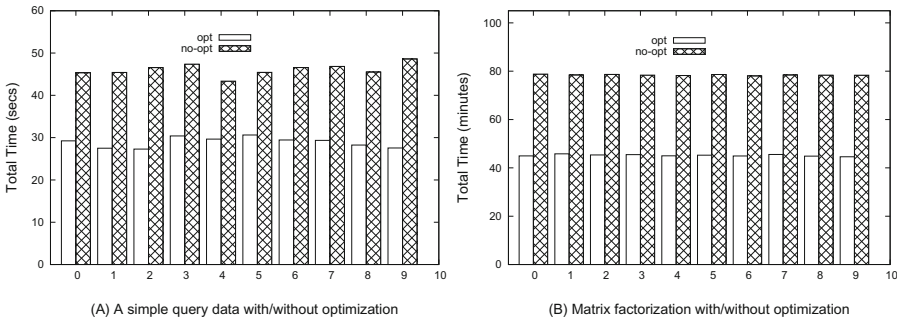 60
50
40
30
20
10
0
Total Time (secs)
opt
no-opt
0 1 2 3 4 5 6 7 8 9 10
(A) A simple query data with/without optimization
100
80
60
40
20
0
Total Time (minutes)
opt
no-opt
0 1 2 3 4 5 6 7 8 9 10
(B) Matrix factorization with/without optimization